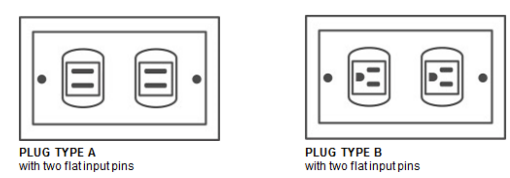 PLUG TYPE A
with two flat input pins
PLUG TYPE B
with two flat input pins